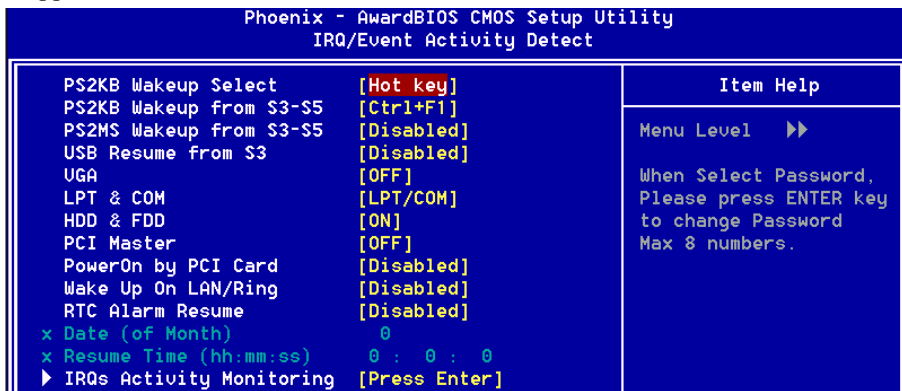 Phoenix - AwardBIOS CMOS Setup Utility
IRQ/Event Activity Detect
PS2KB Wakeup Select [Hot key]
PS2KB Wakeup from S3-S5 [Ctrl+F1]
PS2MS Wakeup from S3-S5 [Disabled]
USB Resume from S3 [Disabled]
VGA [OFF]
LPT & COM [LPT/COM]
HDD & FDD [ON]
PCI Master [OFF]
PowerOn by PCI Card [Disabled]
Wake Up On LAN/Ring [Disabled]
RTC Alarm Resume [Disabled]
x Date (of Month) 0
x Resume Time (hh:mm:ss) 0 : 0 : 0
IRQs Activity Monitoring [Press Enter]
Item Help
Menu Level
When Select Password,
Please press ENTER key
to change Password
Max 8 numbers.